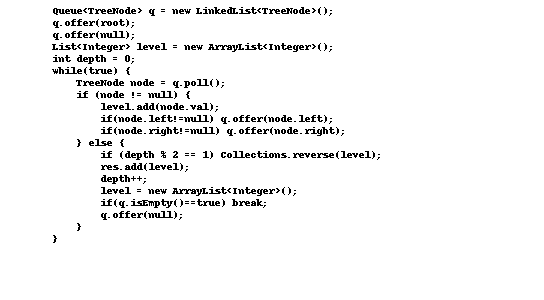 Queue<TreeNode> q = new LinkedList<TreeNode>();
q.offer(root);
q.offer(null);
List<Integer> level = new ArrayList<Integer>();
int depth = 0;
while(true) {
    TreeNode node = q.poll();
    if (node != null) {
        level.add(node.val);
        if(node.left!=null) q.offer(node.left);
        if(node.right!=null) q.offer(node.right);
    } else {
        if (depth % 2 == 1) Collections.reverse(level);
        res.add(level);
        depth++;
        level = new ArrayList<Integer>();
        if(q.isEmpty()==true) break;
        q.offer(null);
    }
}